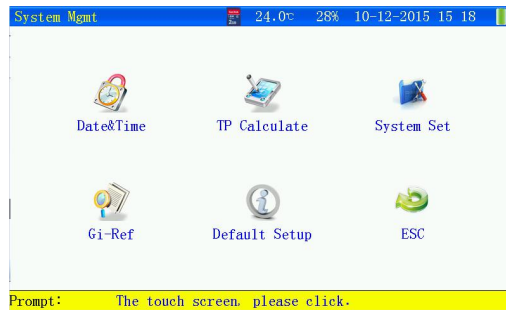 System Mgmt 24.0℃ 28% 10-12-2015 15 18
Date&Time TP Calculate System Set
Gi-Ref Default Setup ESC
Prompt: The touch screen, please click.